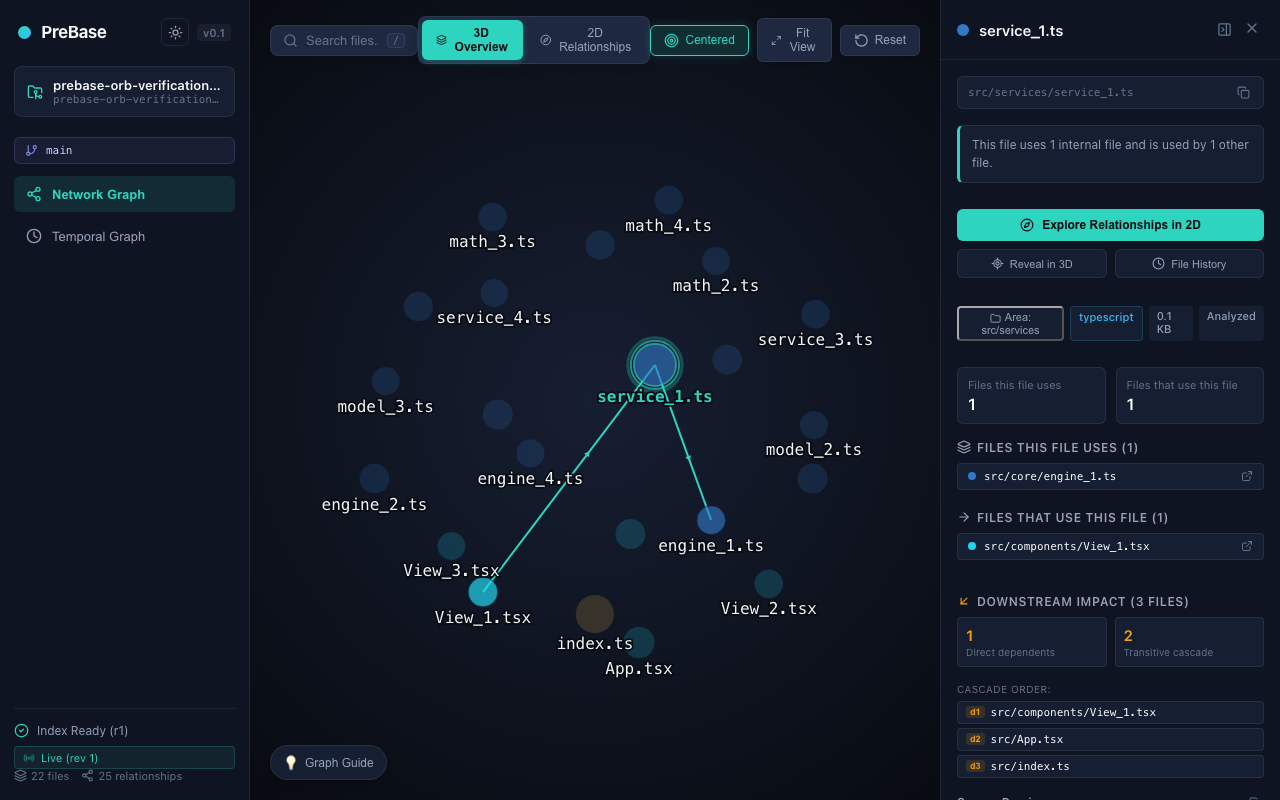 PreBase
v0.1
prebase-orb-verification...
prebase-orb-verification…
main
Network Graph
Temporal Graph
Index Ready (r1)
Live (rev 1)
22 files
25 relationships
Search files.
/
3D
Overview
2D
Relationships
Centered
Fit
View
Reset
math_4.ts
math_3.ts
math_2.ts
service_4.ts
service_3.ts
service_1.ts
model_3.ts
model_2.ts
engine_4.ts
engine_2.ts
engine_1.ts
View_3.tsx
View_2.tsx
View_1.tsx
index.ts
App.tsx
Graph Guide
service_1.ts
src/services/service_1.ts
This file uses 1 internal file and is used by 1 other
file.
Explore Relationships in 2D
Reveal in 3D
File History
Area:
src/services
typescript
0.1
KB
Analyzed
Files this file uses
1
Files that use this file
1
FILES THIS FILE USES (1)
src/core/engine_1.ts
FILES THAT USE THIS FILE (1)
src/components/View_1.tsx
DOWNSTREAM IMPACT (3 FILES)
1
Direct dependents
2
Transitive cascade
CASCADE ORDER:
d1 src/components/View_1.tsx
d2 src/App.tsx
d3 src/index.ts